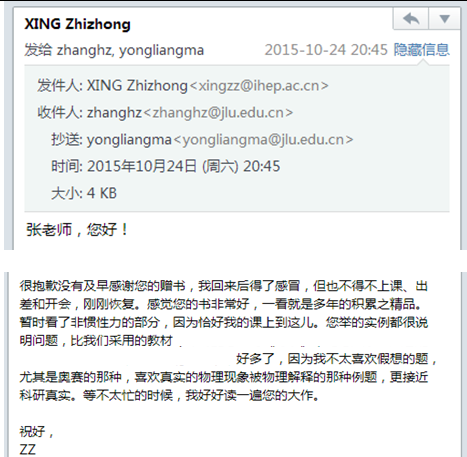 XING Zhizhong
发给 zhanghz, yongliangma 2015-10-24 20:45 隐藏信息
发件人: XING Zhizhong<xingzz@ihep.ac.cn>
收件人: zhanghz<zhanghz@jlu.edu.cn>
抄送: yongliangma<yongliangma@jlu.edu.cn>
时间: 2015年10月24日 (周六) 20:45
大小: 4 KB
张老师，您好！
很抱歉没有及早感谢您的赠书，我回来后得了感冒，但也不得不上课、出
差和开会，刚刚恢复。感觉您的书非常好，一看就是多年的积累之精品。
暂时看了非惯性力的部分，因为恰好我的课上到这儿。您举的实例都很说
明问题，比我们采用的教材
好多了，因为我不太喜欢假想的题，
尤其是奥赛的那种，喜欢真实的物理现象被物理解释的那种例题，更接近
科研真实。等不太忙的时候，我好好读一遍您的大作。
祝好，
ZZ